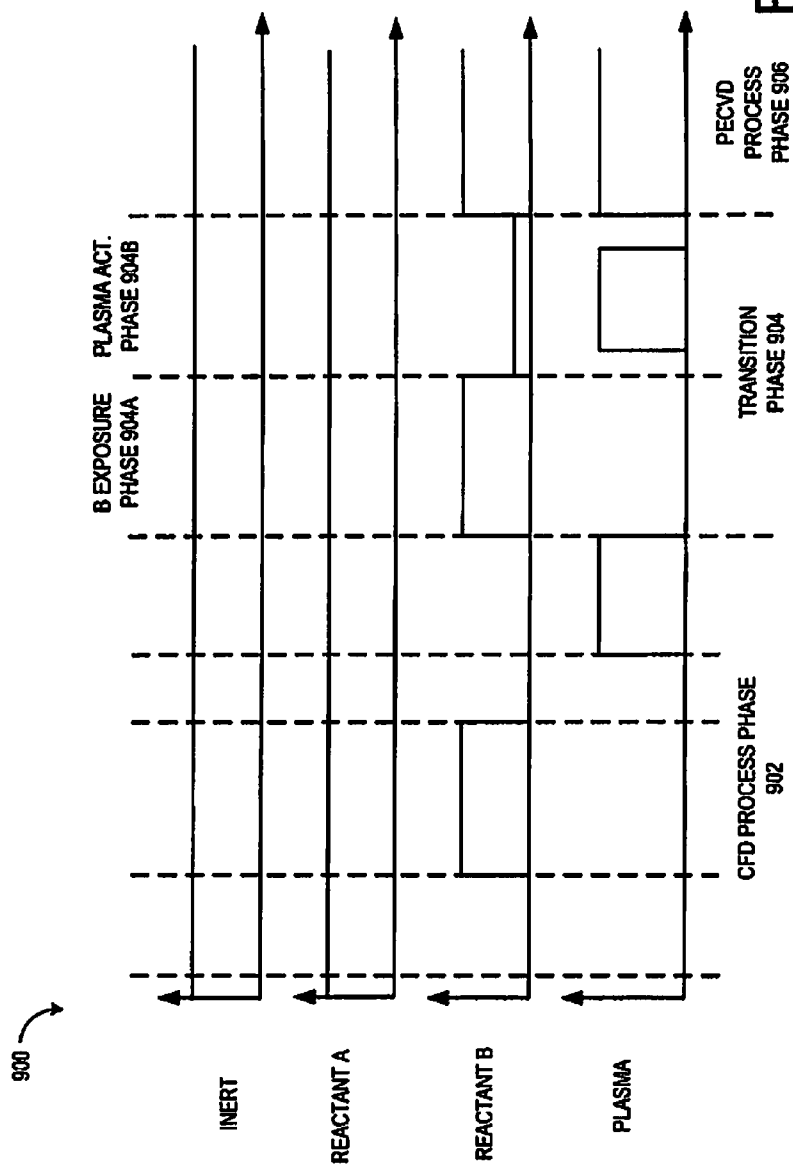 900
B EXPOSURE
PHASE 904A
PLASMA ACT.
PHASE 904B
INERT
REACTANT A
REACTANT B
PLASMA
CFD PROCESS PHASE
902
TRANSITION
PHASE 904
PECVD
PROCESS
PHASE 906